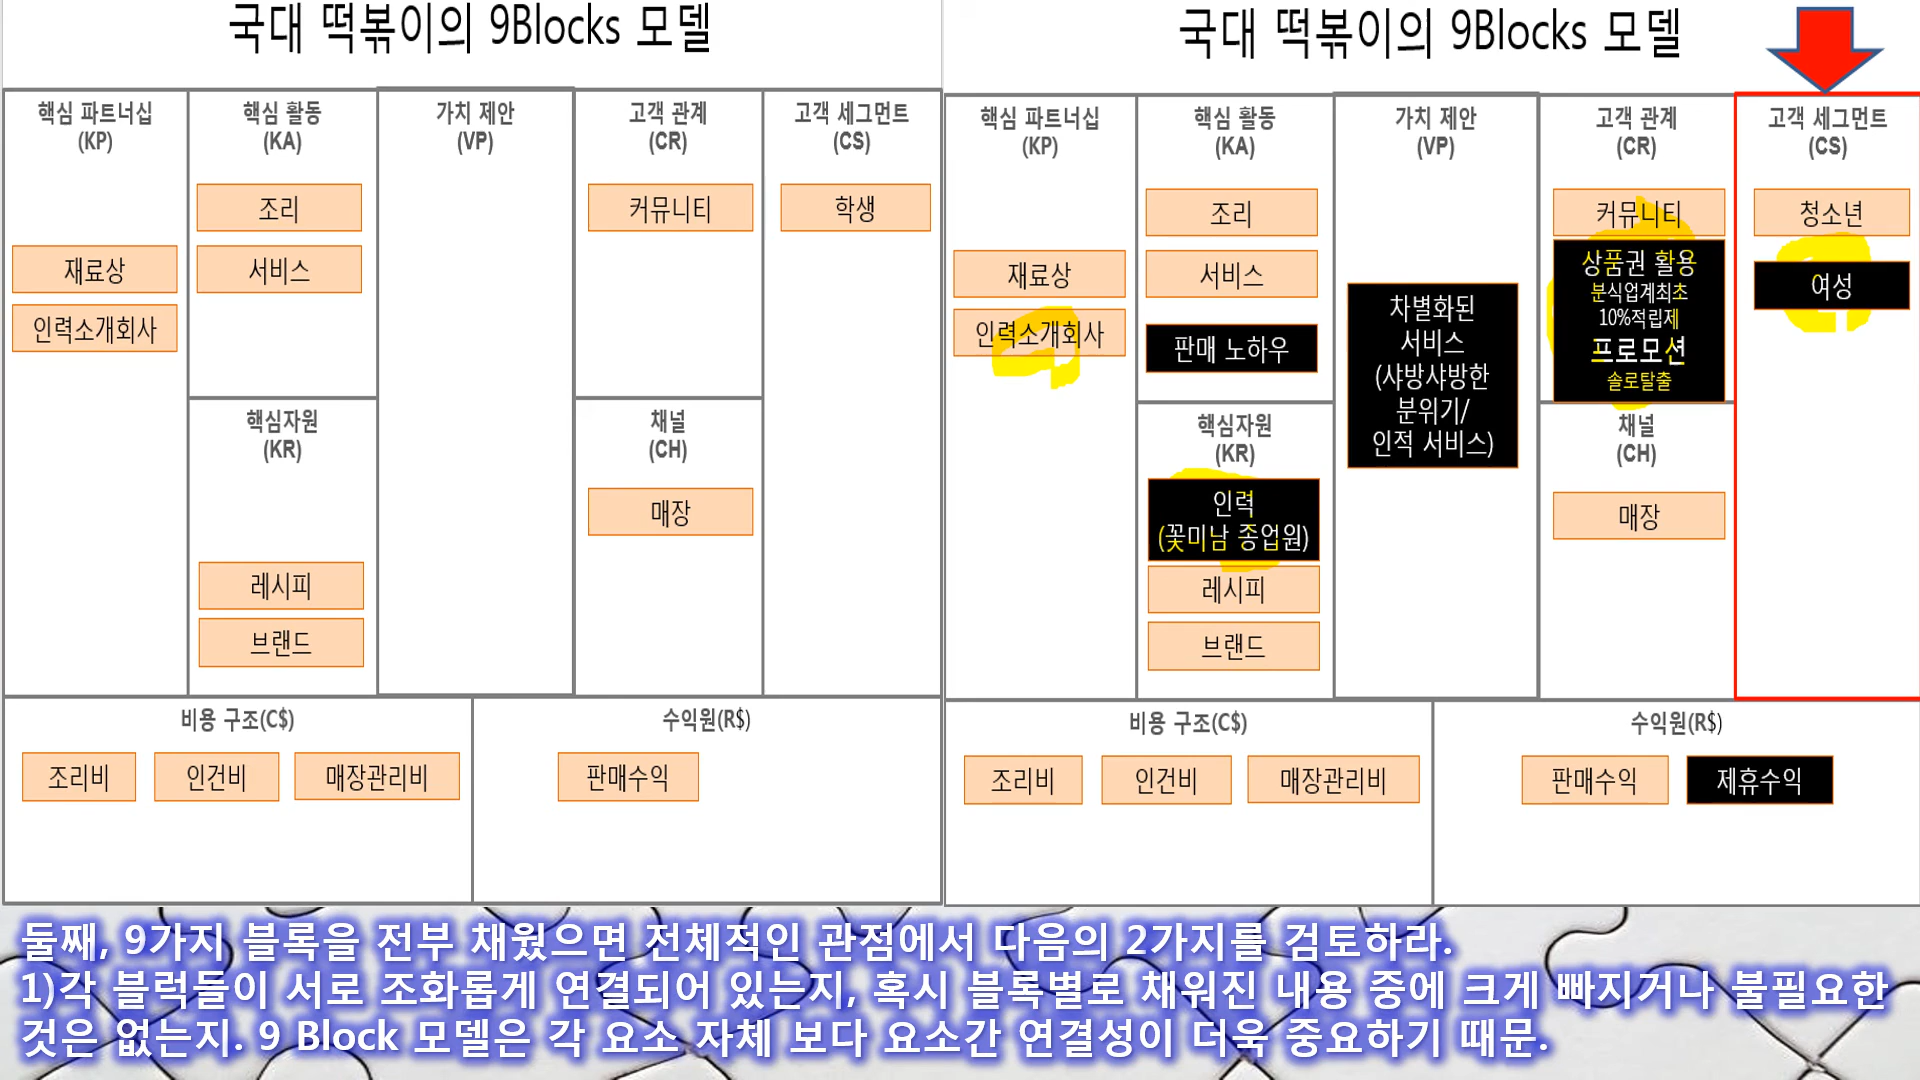 국대 떡볶이의 9Blocks 모델
핵심 파트너십
(KP)
재료상
인력소개회사
핵심 활동
(KA)
조리
서비스
핵심자원
(KR)
레시피
브랜드
가치 제안
(VP)
고객 관계
(CR)
커뮤니티
채널
(CH)
매장
고객 세그먼트
(CS)
학생
비용 구조(C$)
조리비
인건비
매장관리비
수익원(R$)
판매수익
국대 떡볶이의 9Blocks 모델
핵심 파트너십
(KP)
재료상
인력소개회사
핵심 활동
(KA)
조리
서비스
판매 노하우
핵심자원
(KR)
인력
(꽃미남 종업원)
레시피
브랜드
가치 제안
(VP)
차별화된
서비스
(샤방샤방한
분위기/
인적 서비스)
고객 관계
(CR)
커뮤니티
상품권 활용
분식업계최초
10%적립제
프로모션
솔로탈출
채널
(CH)
매장
고객 세그먼트
(CS)
청소년
여성
비용 구조(C$)
조리비
인건비
매장관리비
수익원(R$)
판매수익
제휴수익
둘째, 9가지 블록을 전부 채웠으면 전체적인 관점에서 다음의 2가지를 검토하라.
1)각 블럭들이 서로 조화롭게 연결되어 있는지, 혹시 블록별로 채워진 내용 중에 크게 빠지거나 불필요한
것은 없는지. 9 Block 모델은 각 요소 자체 보다 요소간 연결성이 더욱 중요하기 때문.